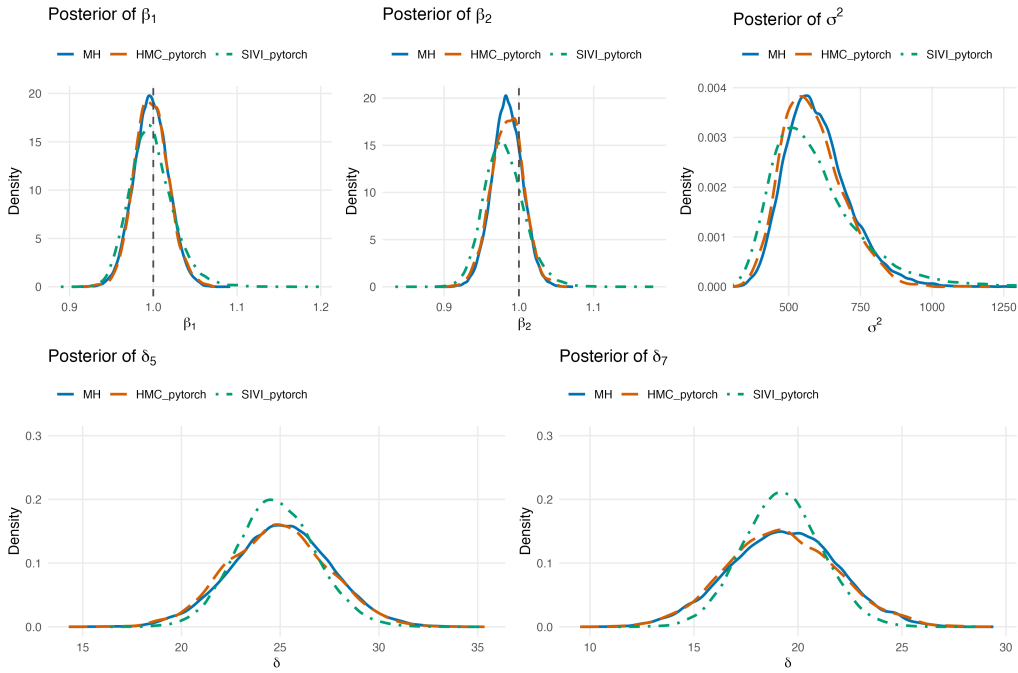 Posterior of β₁
MH HMC_pytorch SIVI_pytorch
Density
20
15
10
5
0
0.9 1.0 1.1 1.2
β₁
Posterior of β₂
MH HMC_pytorch SIVI_pytorch
Density
20
15
10
5
0
0.9 1.0 1.1
β₂
Posterior of σ²
MH HMC_pytorch SIVI_pytorch
Density
0.004
0.003
0.002
0.001
0.000
500 750 1000 1250
σ²
Posterior of δ₅
MH HMC_pytorch SIVI_pytorch
Density
0.3
0.2
0.1
0.0
15 20 25 30 35
δ
Posterior of δ₇
MH HMC_pytorch SIVI_pytorch
Density
0.3
0.2
0.1
0.0
10 15 20 25 30
δ